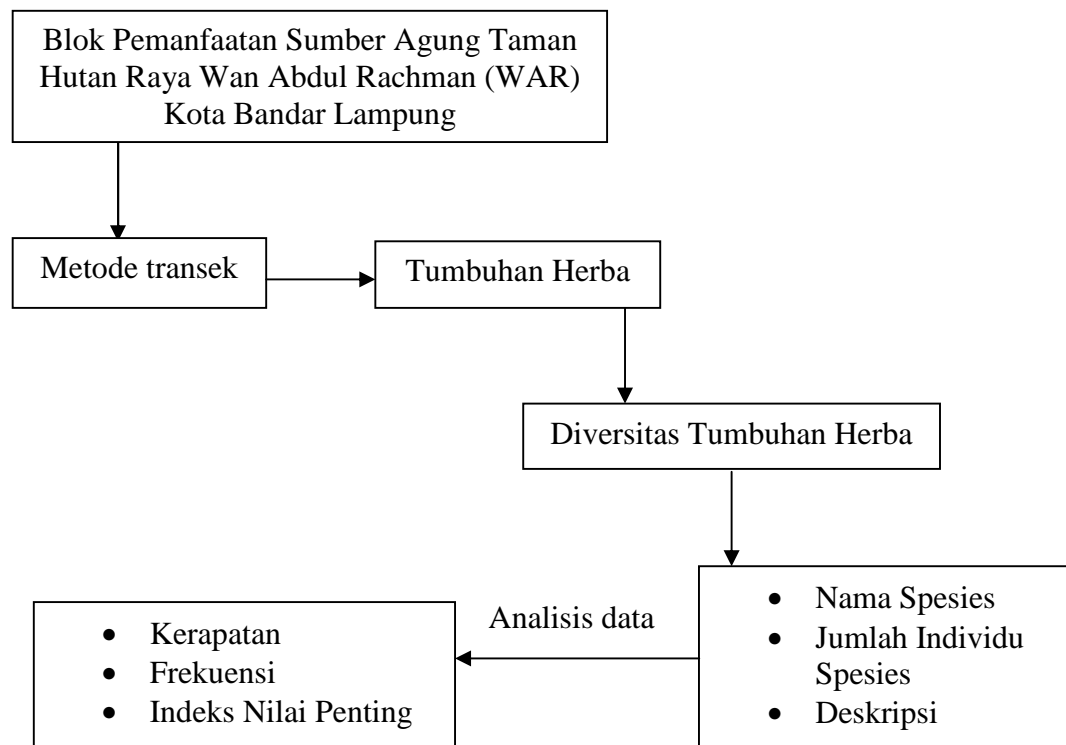 Blok Pemanfaatan Sumber Agung Taman
Hutan Raya Wan Abdul Rachman (WAR)
Kota Bandar Lampung
Metode transek
Tumbuhan Herba
Diversitas Tumbuhan Herba
• Nama Spesies
• Jumlah Individu
Spesies
• Deskripsi
Analisis data
• Kerapatan
• Frekuensi
• Indeks Nilai Penting